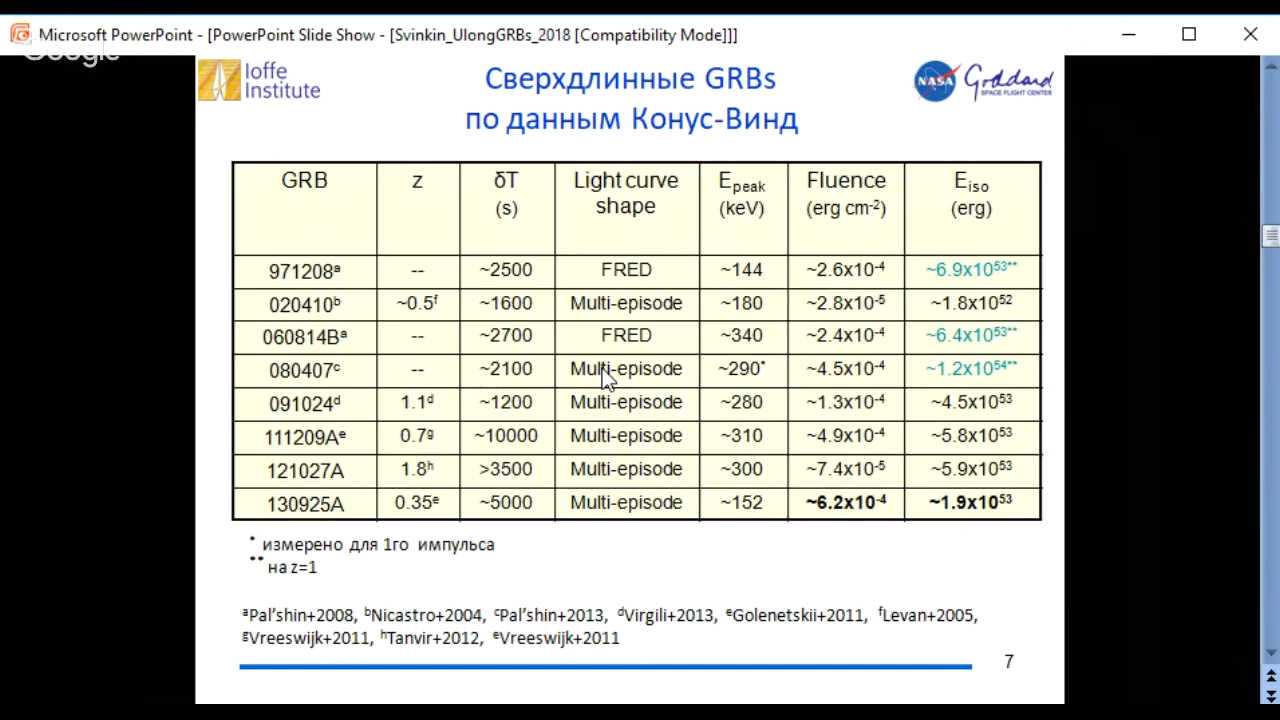 Microsoft PowerPoint - [PowerPoint Slide Show - [Svinkin_UlongGRBs_2018 [Compatibility Mode]]]
Google
Ioffe Institute
Сверхдлинные GRBs
по данным Конус-Винд
NASA Goddard
SPACE FLIGHT CENTER
GRB z δT (s) Light curve shape E_peak (keV) Fluence (erg cm⁻²) E_iso (erg)
971208ᵃ -- ~2500 FRED ~144 ~2.6x10⁻⁴ ~6.9x10⁵³**
020410ᵇ ~0.5ᶠ ~1600 Multi-episode ~180 ~2.8x10⁻⁵ ~1.8x10⁵²
060814Bᵃ -- ~2700 FRED ~340 ~2.4x10⁻⁴ ~6.4x10⁵³**
080407ᶜ -- ~2100 Multi-episode ~290* ~4.5x10⁻⁴ ~1.2x10⁵⁴**
091024ᵈ 1.1ᵈ ~1200 Multi-episode ~280 ~1.3x10⁻⁴ ~4.5x10⁵³
111209Aᵉ 0.7ᵍ ~10000 Multi-episode ~310 ~4.9x10⁻⁴ ~5.8x10⁵³
121027A 1.8ʰ >3500 Multi-episode ~300 ~7.4x10⁻⁵ ~5.9x10⁵³
130925A 0.35ᵉ ~5000 Multi-episode ~152 ~6.2x10⁻⁴ ~1.9x10⁵³
* измерено для 1го импульса
** на z=1
ᵃPal’shin+2008, ᵇNicastro+2004, ᶜPal’shin+2013, ᵈVirgili+2013, ᵉGolenetskii+2011, ᶠLevan+2005,
ᵍVreeswijk+2011, ʰTanvir+2012, ᵉVreeswijk+2011
7